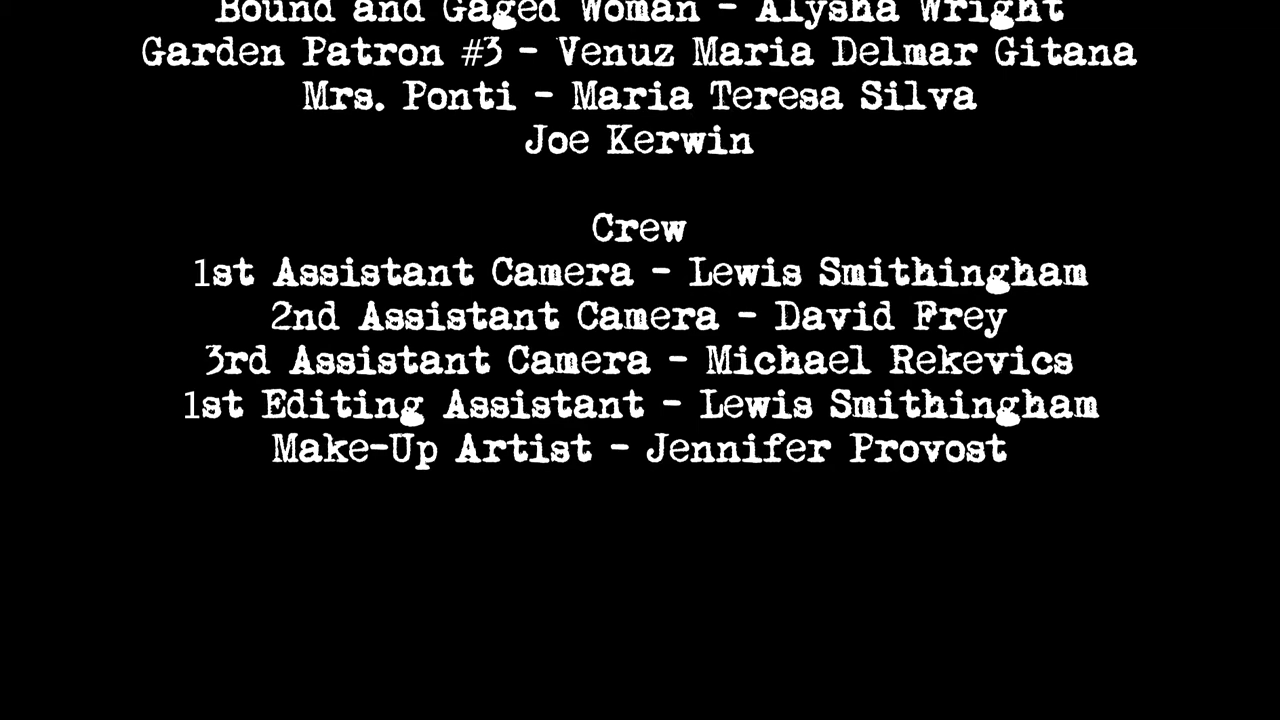 Bound and Gaged Woman - Alysha Wright
Garden Patron #3 - Venuz Maria Delmar Gitana
Mrs. Ponti - Maria Teresa Silva
Joe Kerwin
Crew
1st Assistant Camera - Lewis Smithingham
2nd Assistant Camera - David Frey
3rd Assistant Camera - Michael Rekevics
1st Editing Assistant - Lewis Smithingham
Make-Up Artist - Jennifer Provost